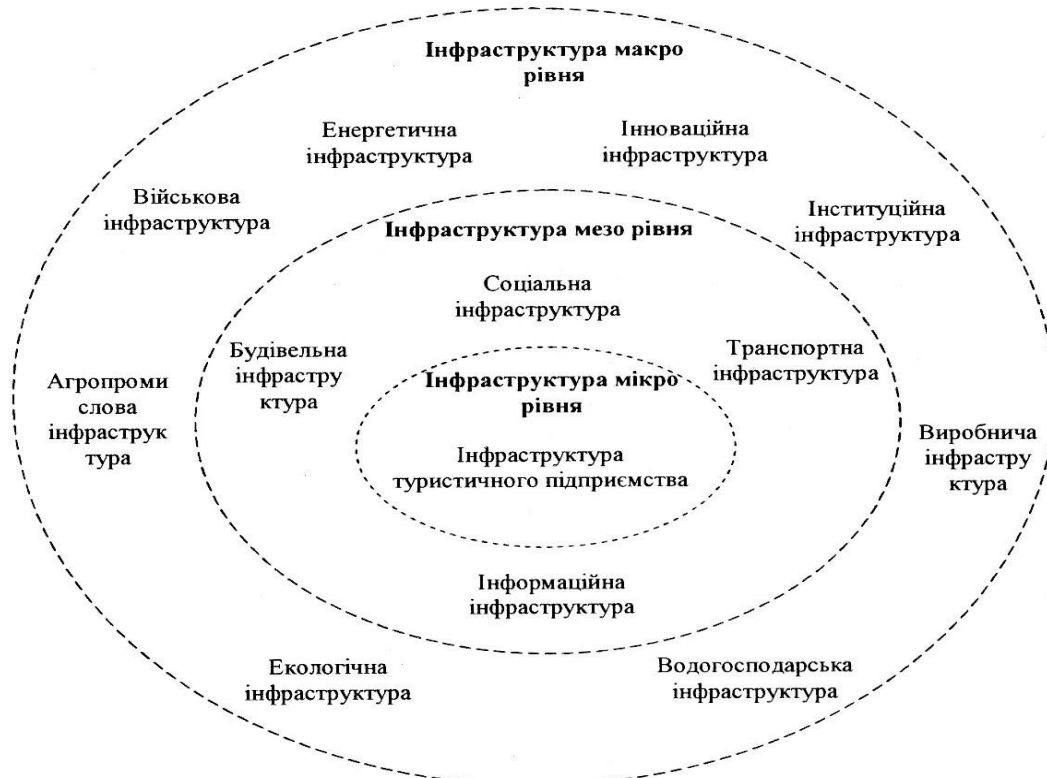 Інфраструктура макро
рівня
Енергетична
інфраструктура
Інноваційна
інфраструктура
Військова
інфраструктура
Інституційна
інфраструктура
Інфраструктура мезо рівня
Соціальна
інфраструктура
Будівельна
інфрастру
ктура
Транспортна
інфраструктура
Агропроми
слова
інфраструк
тура
Інфраструктура мікро
рівня
Виробнича
інфрастру
ктура
Інфраструктура
туристичного підприємства
Інформаційна
інфраструктура
Екологічна
інфраструктура
Водогосподарська
інфраструктура